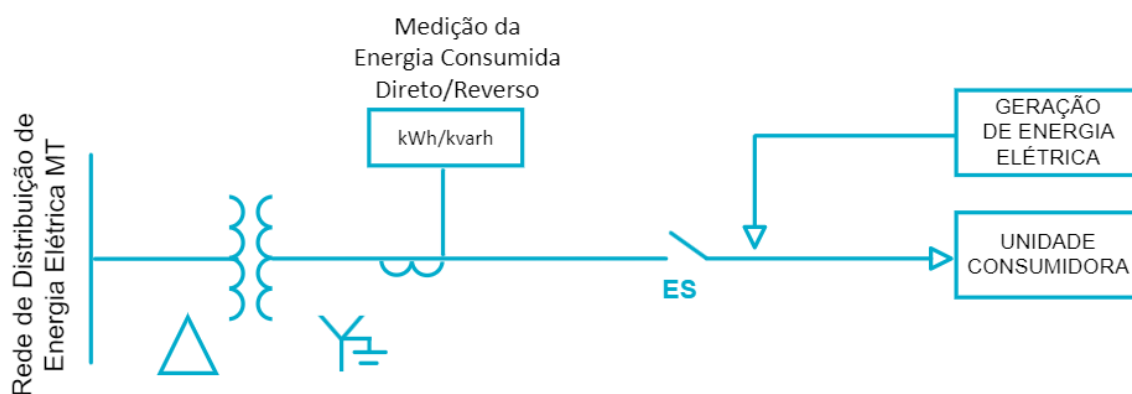 Medição da
Energia Consumida
Direto/Reverso
kWh/kvarh
Rede de Distribuição de
Energia Elétrica MT
GERAÇÃO
DE ENERGIA
ELÉTRICA
ES
UNIDADE
CONSUMIDORA